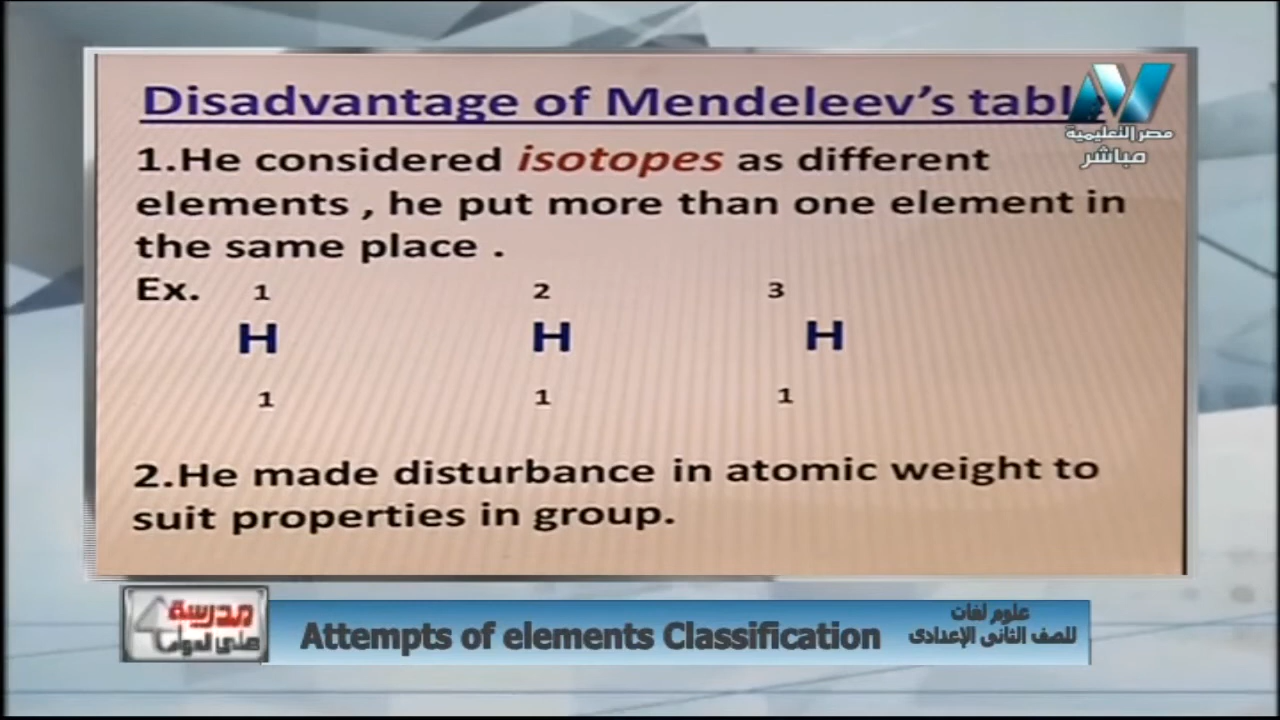 Disadvantage of Mendeleev's table
مصر التعليمية
مباشر
1.He considered isotopes as different
elements , he put more than one element in
the same place .
Ex. 1 2 3
H H H
1 1 1
2.He made disturbance in atomic weight to
suit properties in group.
مدرسة
على الهواء
Attempts of elements Classification
علوم لغات
للصف الثانى الإعدادى